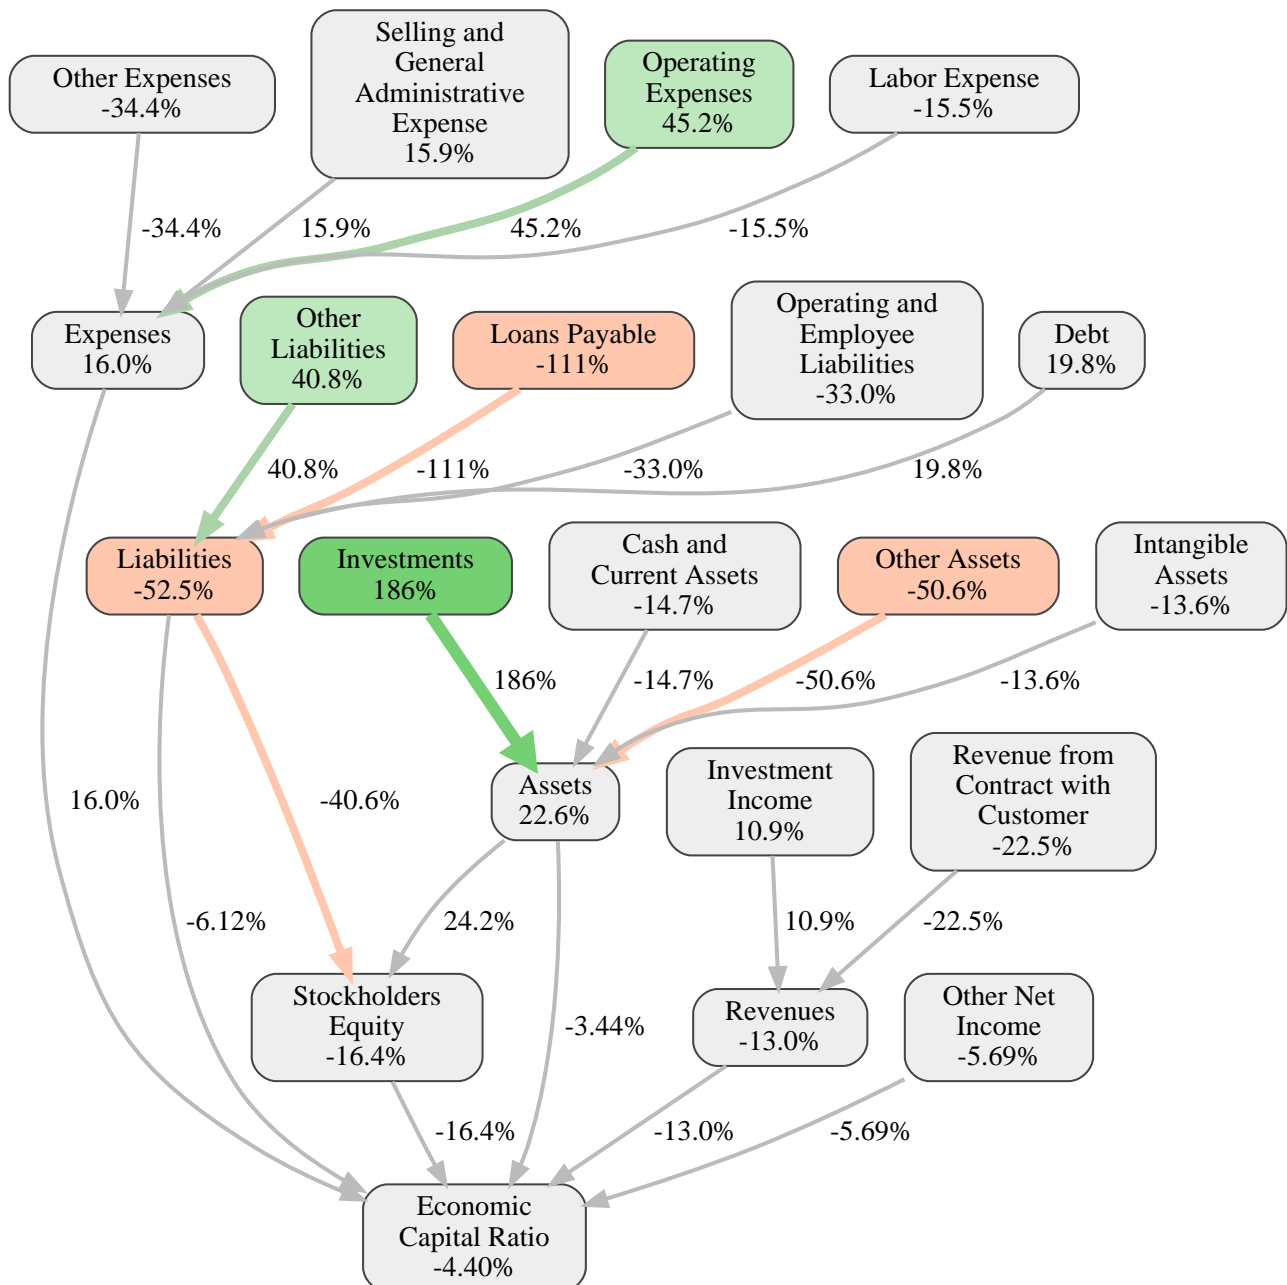 Other Expenses
-34.4%
Selling and
General
Administrative
Expense
15.9%
Operating
Expenses
45.2%
Labor Expense
-15.5%
-34.4%
15.9%
45.2%
-15.5%
Expenses
16.0%
Other
Liabilities
40.8%
Loans Payable
-111%
Operating and
Employee
Liabilities
-33.0%
Debt
19.8%
40.8%
-111%
-33.0%
19.8%
Liabilities
-52.5%
Investments
186%
Cash and
Current Assets
-14.7%
Other Assets
-50.6%
Intangible
Assets
-13.6%
186%
-14.7%
-50.6%
-13.6%
Assets
22.6%
Investment
Income
10.9%
Revenue from
Contract with
Customer
-22.5%
16.0%
-40.6%
-6.12%
24.2%
10.9%
-22.5%
Stockholders
Equity
-16.4%
-3.44%
Revenues
-13.0%
Other Net
Income
-5.69%
-16.4%
-13.0%
-5.69%
Economic
Capital Ratio
-4.40%